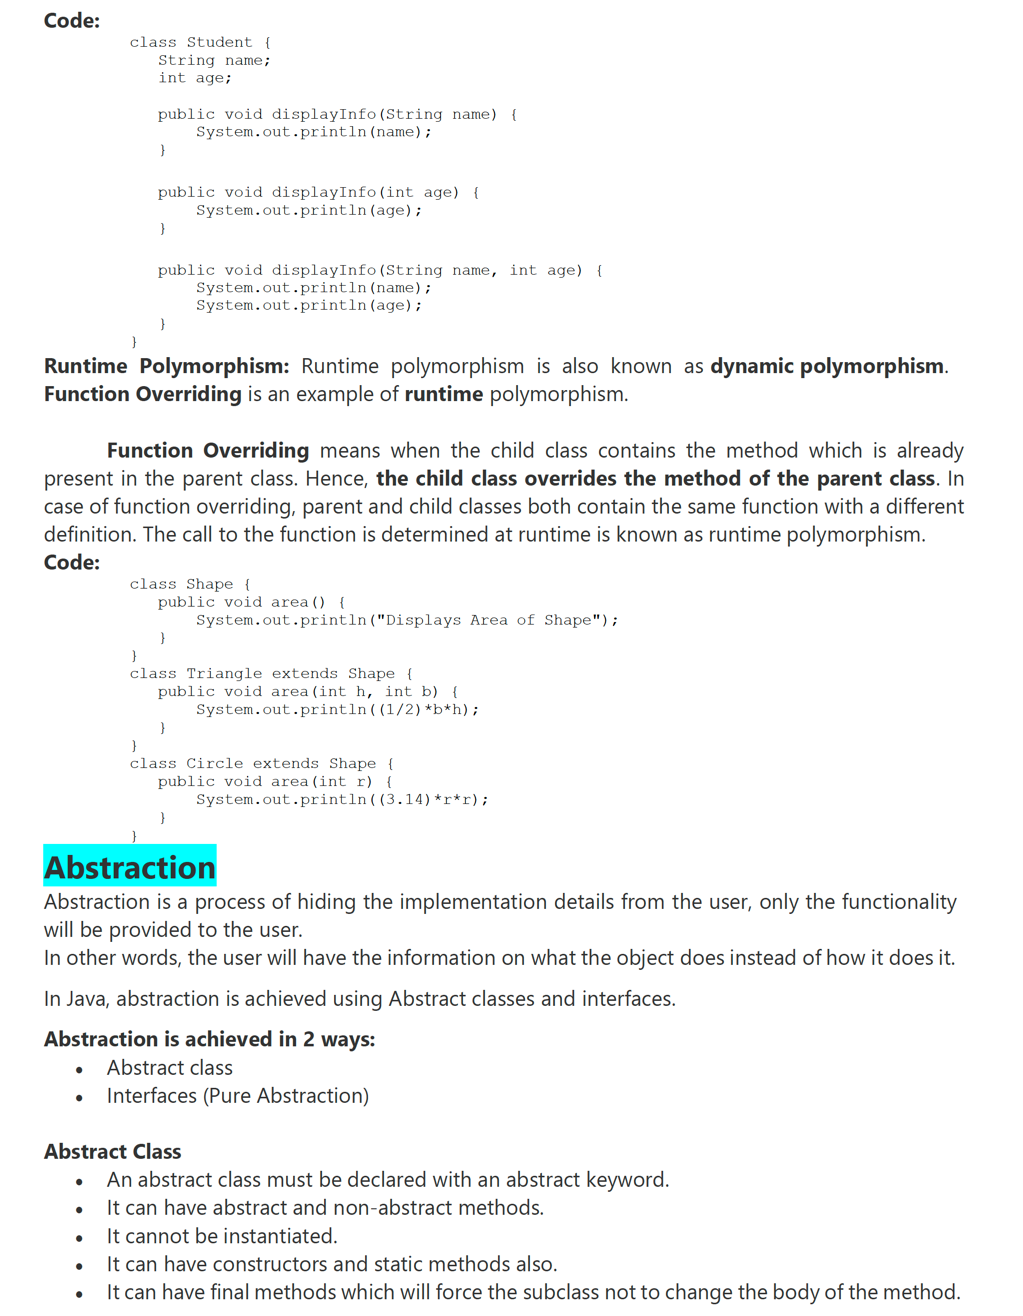 Code:
class Student {
String name;
int age;
public void displayInfo(String name) {
System.out.println(name);
}
public void displayInfo(int age) {
System.out.println(age);
}
public void displayInfo(String name, int age) {
System.out.println(name);
System.out.println(age);
}
}
Runtime Polymorphism: Runtime polymorphism is also known as dynamic polymorphism.
Function Overriding is an example of runtime polymorphism.
Function Overriding means when the child class contains the method which is already
present in the parent class. Hence, the child class overrides the method of the parent class. In
case of function overriding, parent and child classes both contain the same function with a different
definition. The call to the function is determined at runtime is known as runtime polymorphism.
Code:
class Shape {
public void area() {
System.out.println("Displays Area of Shape");
}
}
class Triangle extends Shape {
public void area(int h, int b) {
System.out.println((1/2)*b*h);
}
}
class Circle extends Shape {
public void area(int r) {
System.out.println((3.14)*r*r);
}
}
Abstraction
Abstraction is a process of hiding the implementation details from the user, only the functionality
will be provided to the user.
In other words, the user will have the information on what the object does instead of how it does it.
In Java, abstraction is achieved using Abstract classes and interfaces.
Abstraction is achieved in 2 ways:
• Abstract class
• Interfaces (Pure Abstraction)
Abstract Class
• An abstract class must be declared with an abstract keyword.
• It can have abstract and non-abstract methods.
• It cannot be instantiated.
• It can have constructors and static methods also.
• It can have final methods which will force the subclass not to change the body of the method.